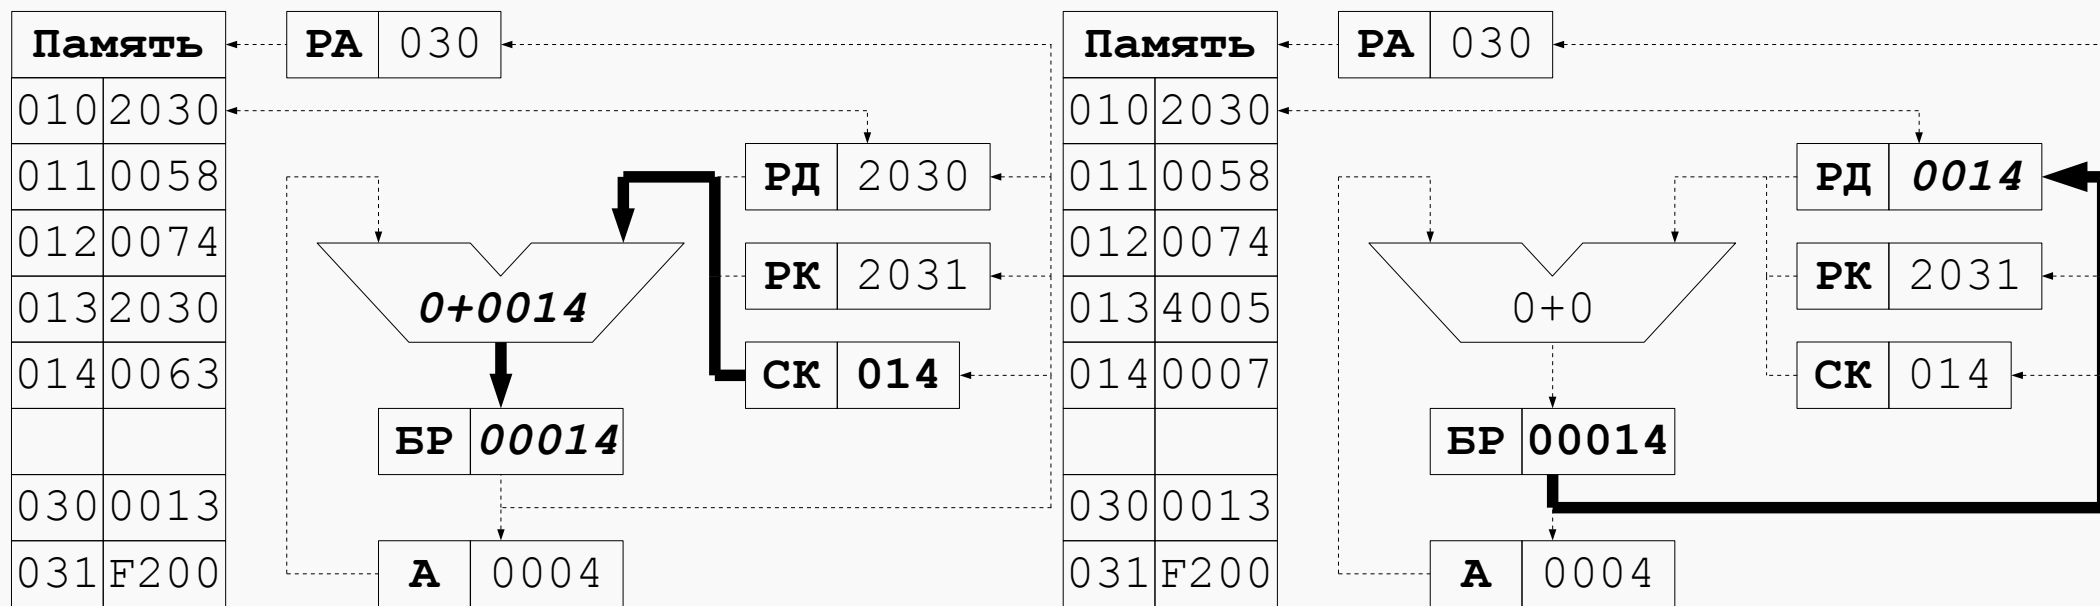 Память РА 030 Память РА 030
010 2030 010 2030
011 0058 РД 2030 011 0058 РД 0014
012 0074 012 0074
013 2030 0+0014 РК 2031 013 4005 0+0 РК 2031
014 0063 СК 014 014 0007 СК 014
БР 00014 БР 00014
030 0013 030 0013
031 F200 А 0004 031 F200 А 0004